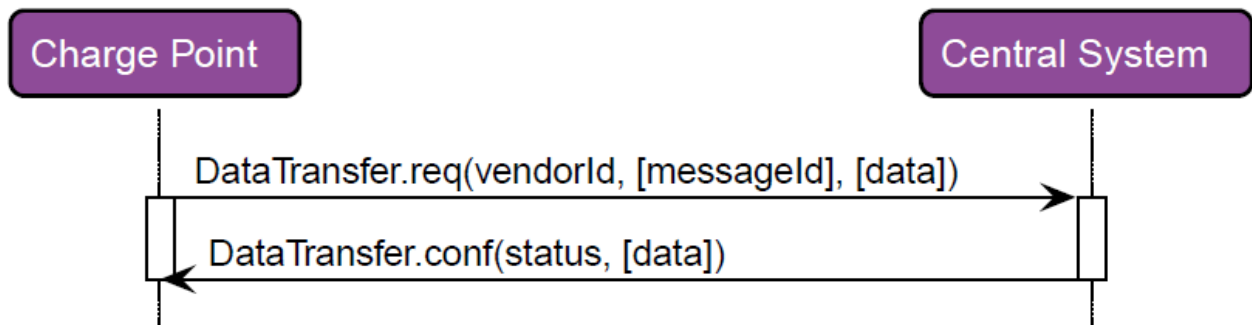 Charge Point
Central System
DataTransfer.req(vendorId, [messageId], [data])
DataTransfer.conf(status, [data])